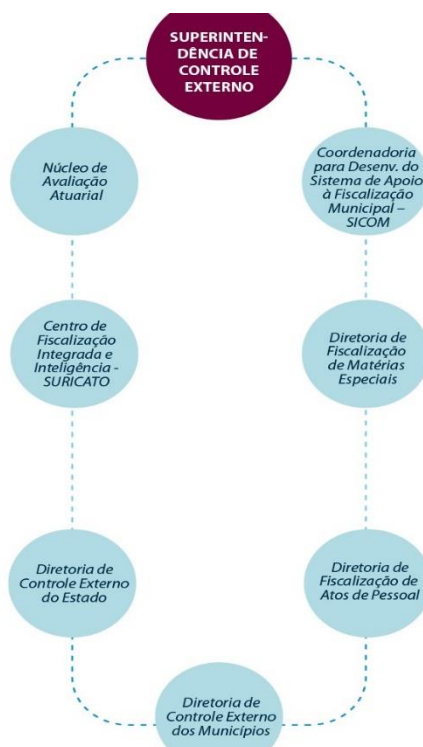 SUPERINTEN-
DÊNCIA DE
CONTROLE
EXTERNO
Núcleo de
Avaliação
Atuarial
Coordenadoria
para Desenv. do
Sistema de Apoio
à Fiscalização
Municipal –
SICOM
Centro de
Fiscalização
Integrada e
Inteligência -
SURICATO
Diretoria de
Fiscalização
de Matérias
Especiais
Diretoria de
Controle Externo
do Estado
Diretoria de
Fiscalização de
Atos de Pessoal
Diretoria de
Controle Externo
dos Municípios